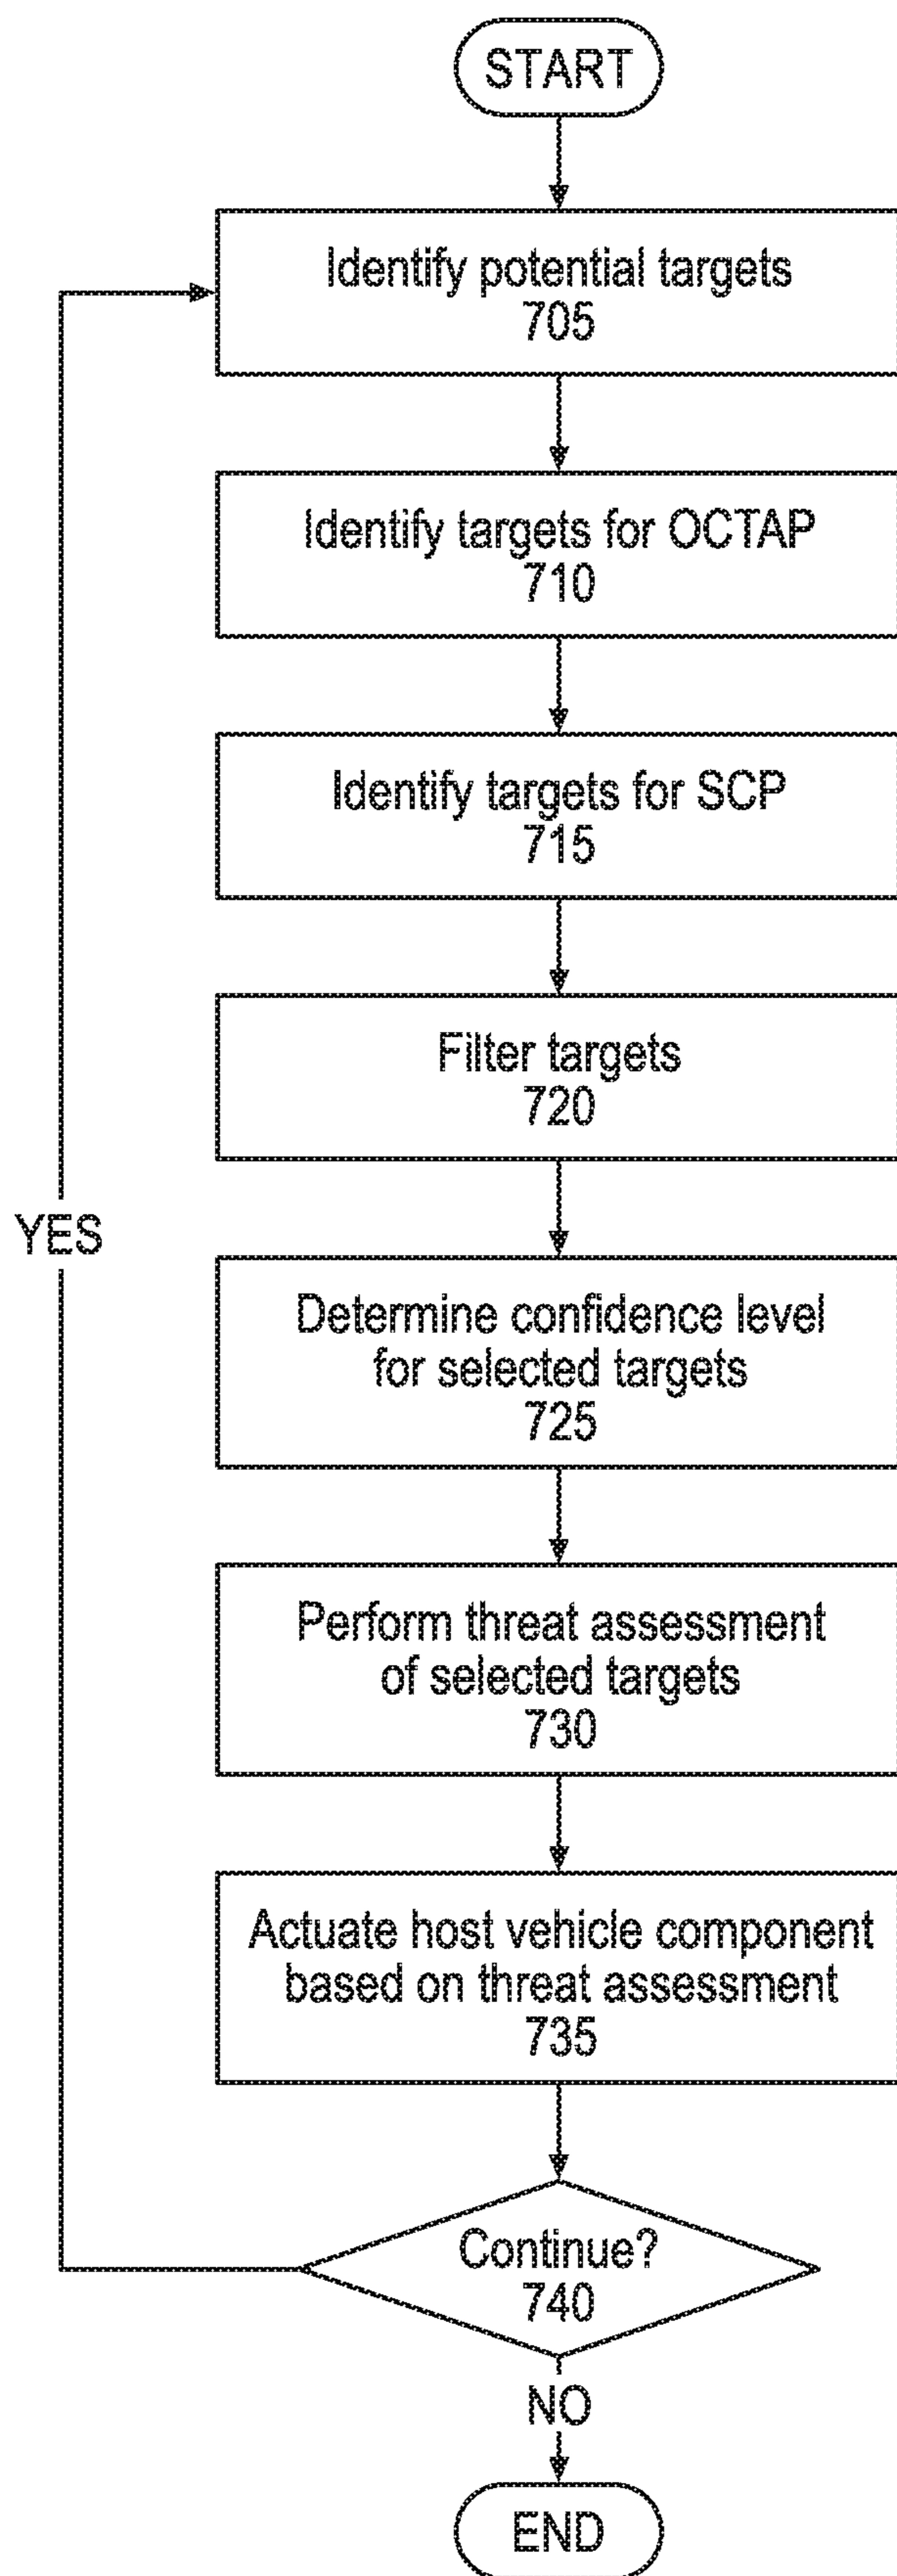 START
Identify potential targets
705
Identify targets for OCTAP
710
Identify targets for SCP
715
Filter targets
720
YES
Determine confidence level
for selected targets
725
Perform threat assessment
of selected targets
730
Actuate host vehicle component
based on threat assessment
735
Continue?
740
NO
END